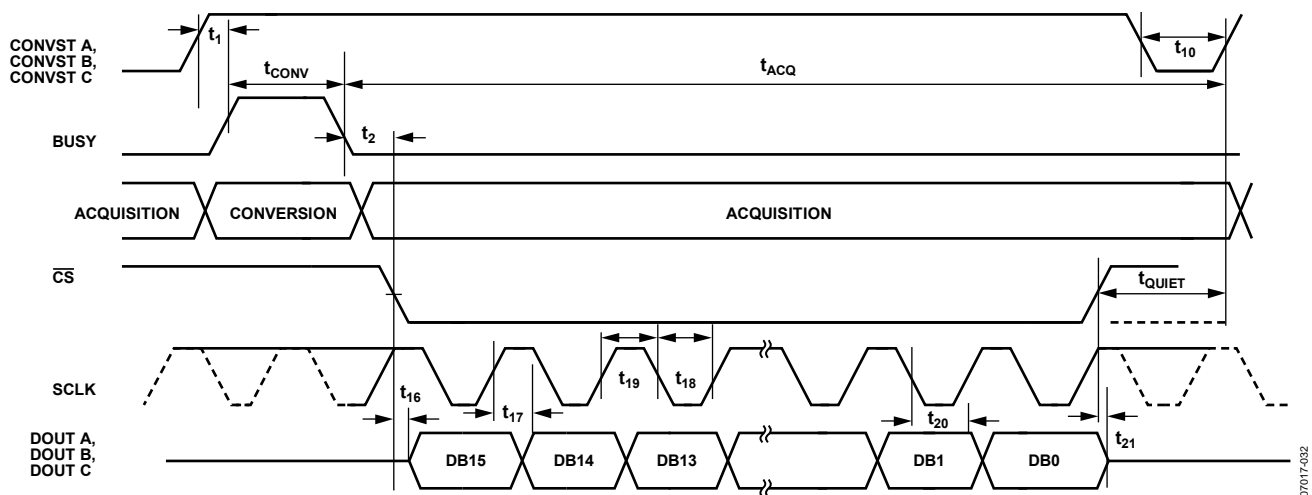 CONVST A,
CONVST B,
CONVST C
t1
tCONV
tACQ
t10
BUSY
t2
ACQUISITION
CONVERSION
ACQUISITION
CS
tQUIET
SCLK
t16
t17
t19
t18
t20
t21
DOUT A,
DOUT B,
DOUT C
DB15
DB14
DB13
DB1
DB0
07017-032